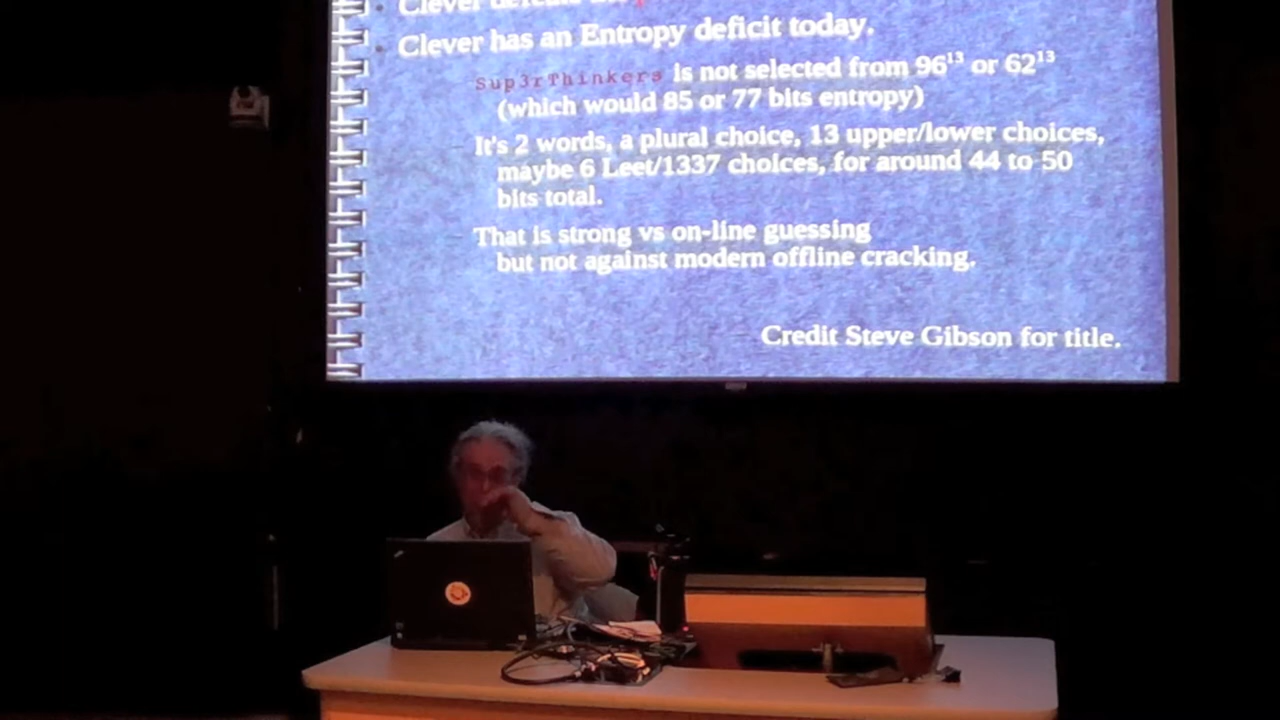 Clever
Clever has an Entropy deficit today.
Sup3rThinkers is not selected from 96¹³ or 62¹³
(which would 85 or 77 bits entropy)
It's 2 words, a plural choice, 13 upper/lower choices,
maybe 6 Leet/1337 choices, for around 44 to 50
bits total.
That is strong vs on-line guessing
but not against modern offline cracking.
Credit Steve Gibson for title.